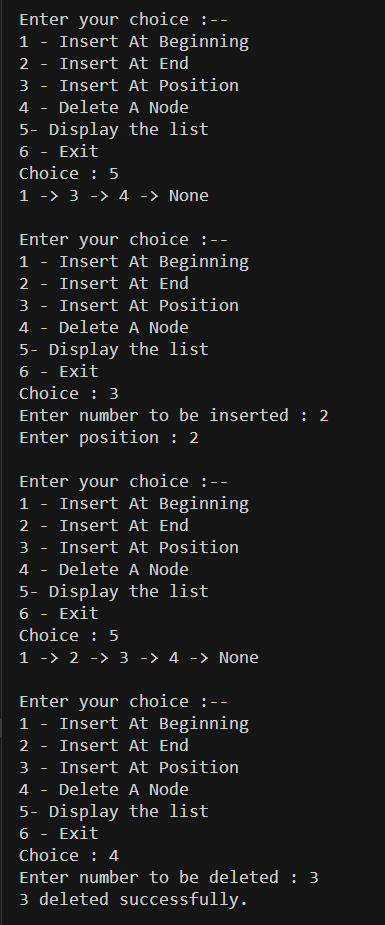 Enter your choice :--
1 - Insert At Beginning
2 - Insert At End
3 - Insert At Position
4 - Delete A Node
5- Display the list
6 - Exit
Choice : 5
1 -> 3 -> 4 -> None
Enter your choice :--
1 - Insert At Beginning
2 - Insert At End
3 - Insert At Position
4 - Delete A Node
5- Display the list
6 - Exit
Choice : 3
Enter number to be inserted : 2
Enter position : 2
Enter your choice :--
1 - Insert At Beginning
2 - Insert At End
3 - Insert At Position
4 - Delete A Node
5- Display the list
6 - Exit
Choice : 5
1 -> 2 -> 3 -> 4 -> None
Enter your choice :--
1 - Insert At Beginning
2 - Insert At End
3 - Insert At Position
4 - Delete A Node
5- Display the list
6 - Exit
Choice : 4
Enter number to be deleted : 3
3 deleted successfully.